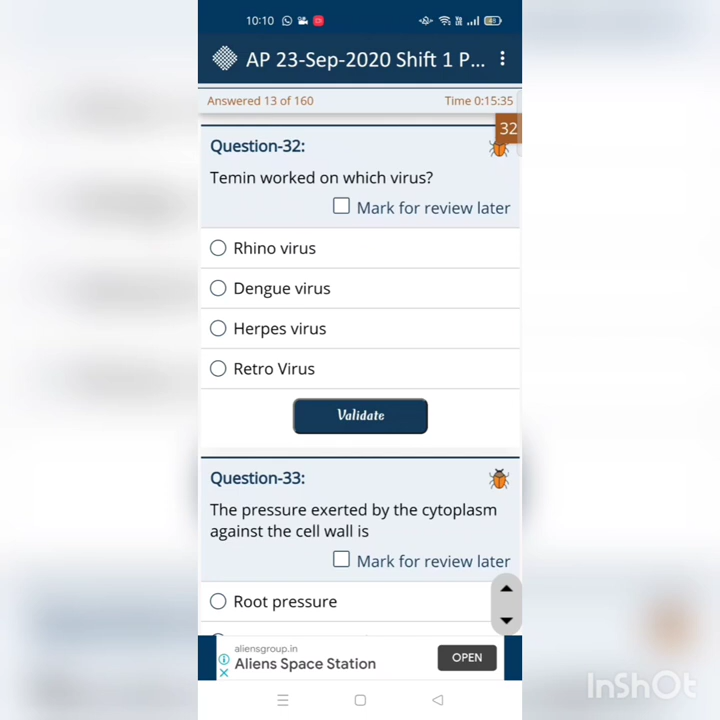 10:10
AP 23-Sep-2020 Shift 1 P...
Answered 13 of 160 Time 0:15:35
32
Question-32:
Temin worked on which virus?
Mark for review later
Rhino virus
Dengue virus
Herpes virus
Retro Virus
Validate
Question-33:
The pressure exerted by the cytoplasm
against the cell wall is
Mark for review later
Root pressure
aliensgroup.in
Aliens Space Station
OPEN
InShOt